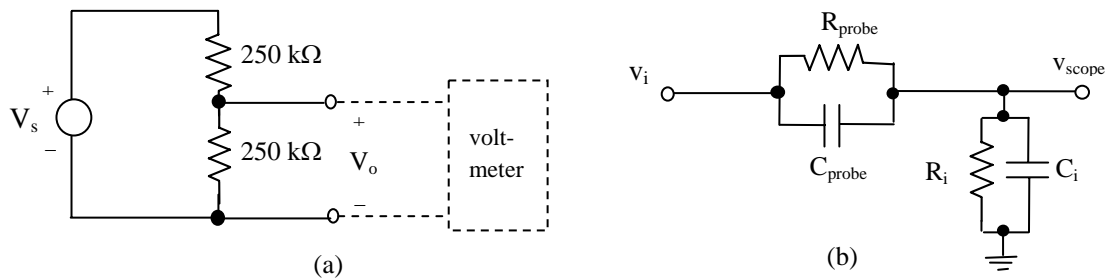 250 kΩ
+
V_s
−
250 kΩ
+
V_o
−
volt-
meter
(a)
R_probe
v_i
v_scope
C_probe
R_i
C_i
(b)